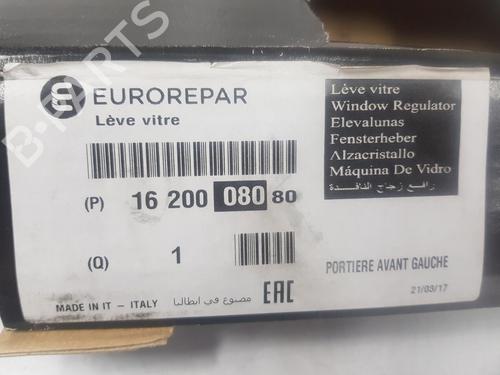 EUROREPAR
Lève vitre
(P) 16 200 080 80
(Q) 1
MADE IN IT – ITALY مصنوع في ايطاليا EAC
Lève vitre
Window Regulator
Elevalunas
Fensterheber
Alzacristallo
Máquina De Vidro
رافع زجاج النافدة
PORTIERE AVANT GAUCHE
21/03/17
B-PARTS